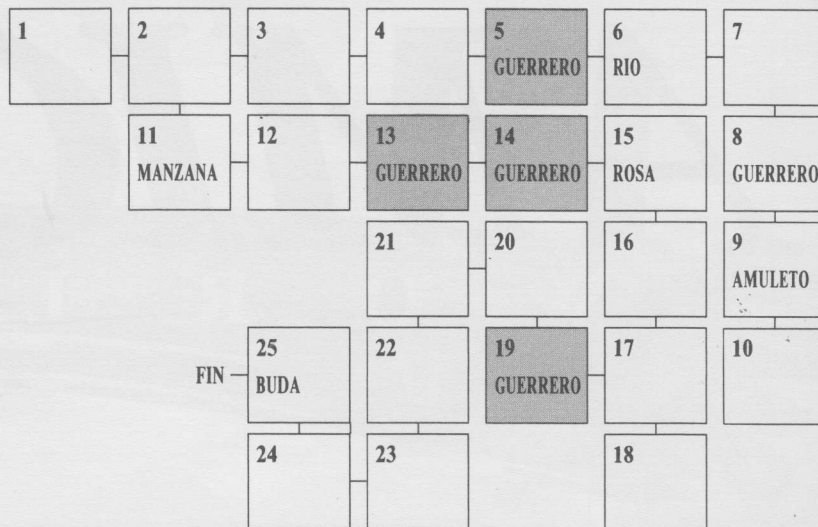 1 2 3 4 5 6 7
GUERRERO RIO
11 12 13 14 15 8
MANZANA GUERRERO GUERRERO ROSA GUERRERO
21 20 16 9
AMULETO
25 22 19 17 10
FIN BUDA GUERRERO
24 23 18